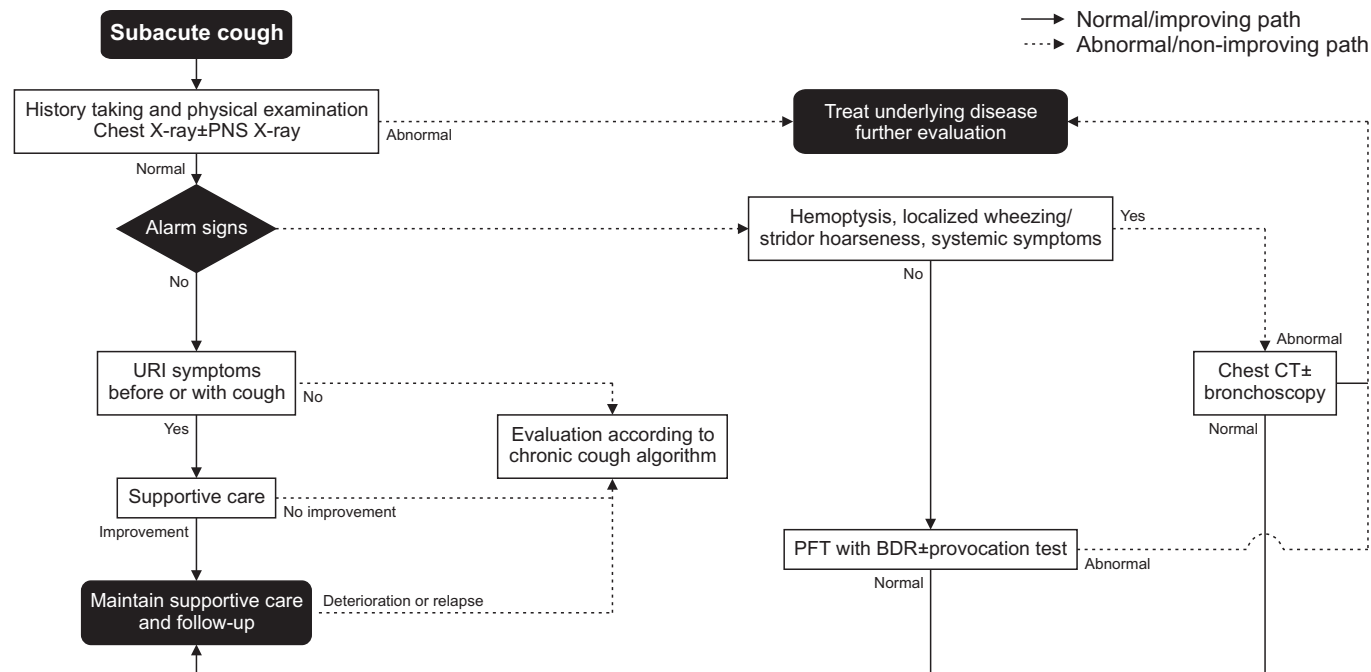 Subacute cough
Normal/improving path
Abnormal/non-improving path
History taking and physical examination
Chest X-ray±PNS X-ray
Abnormal
Treat underlying disease
further evaluation
Normal
Alarm signs
Hemoptysis, localized wheezing/
stridor hoarseness, systemic symptoms
Yes
No
No
Abnormal
URI symptoms
before or with cough
No
Chest CT±
bronchoscopy
Yes
Normal
Evaluation according to
chronic cough algorithm
Supportive care
No improvement
Improvement
PFT with BDR±provocation test
Abnormal
Normal
Maintain supportive care
and follow-up
Deterioration or relapse